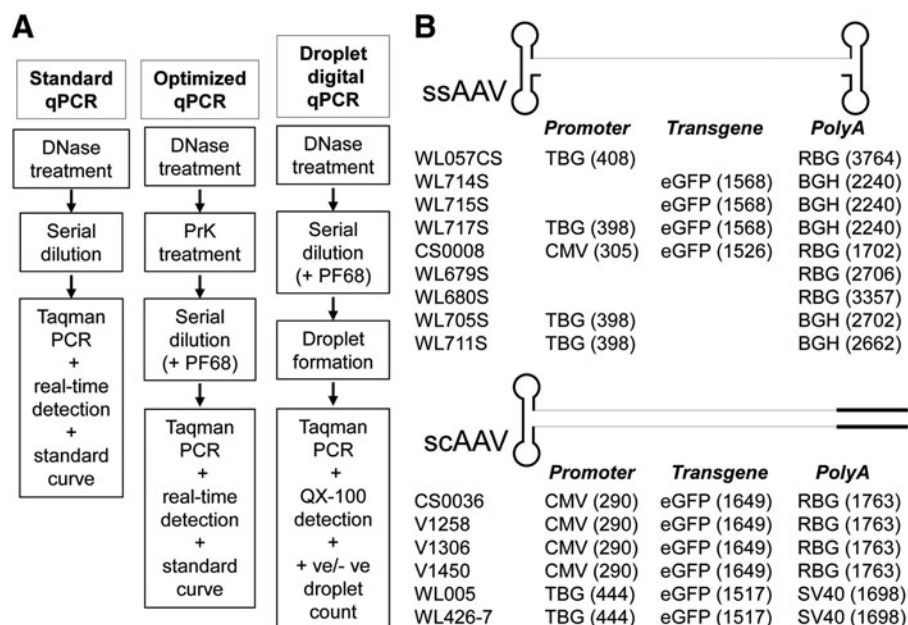 A
Standard
qPCR
DNase
treatment
Serial
dilution
Taqman
PCR
+
real-time
detection
+
standard
curve
Optimized
qPCR
DNase
treatment
PrK
treatment
Serial
dilution
(+ PF68)
Taqman
PCR
+
real-time
detection
+
standard
curve
Droplet
digital
qPCR
DNase
treatment
Serial
dilution
(+ PF68)
Droplet
formation
Taqman
PCR
+
QX-100
detection
+
+ ve/- ve
droplet
count
B
ssAAV
Promoter Transgene PolyA
WL057CS TBG (408) RBG (3764)
WL714S eGFP (1568) BGH (2240)
WL715S eGFP (1568) BGH (2240)
WL717S TBG (398) eGFP (1568) BGH (2240)
CS0008 CMV (305) eGFP (1526) RBG (1702)
WL679S RBG (2706)
WL680S RBG (3357)
WL705S TBG (398) BGH (2702)
WL711S TBG (398) BGH (2662)
scAAV
Promoter Transgene PolyA
CS0036 CMV (290) eGFP (1649) RBG (1763)
V1258 CMV (290) eGFP (1649) RBG (1763)
V1306 CMV (290) eGFP (1649) RBG (1763)
V1450 CMV (290) eGFP (1649) RBG (1763)
WL005 TBG (444) eGFP (1517) SV40 (1698)
WL426-7 TBG (444) eGFP (1517) SV40 (1698)